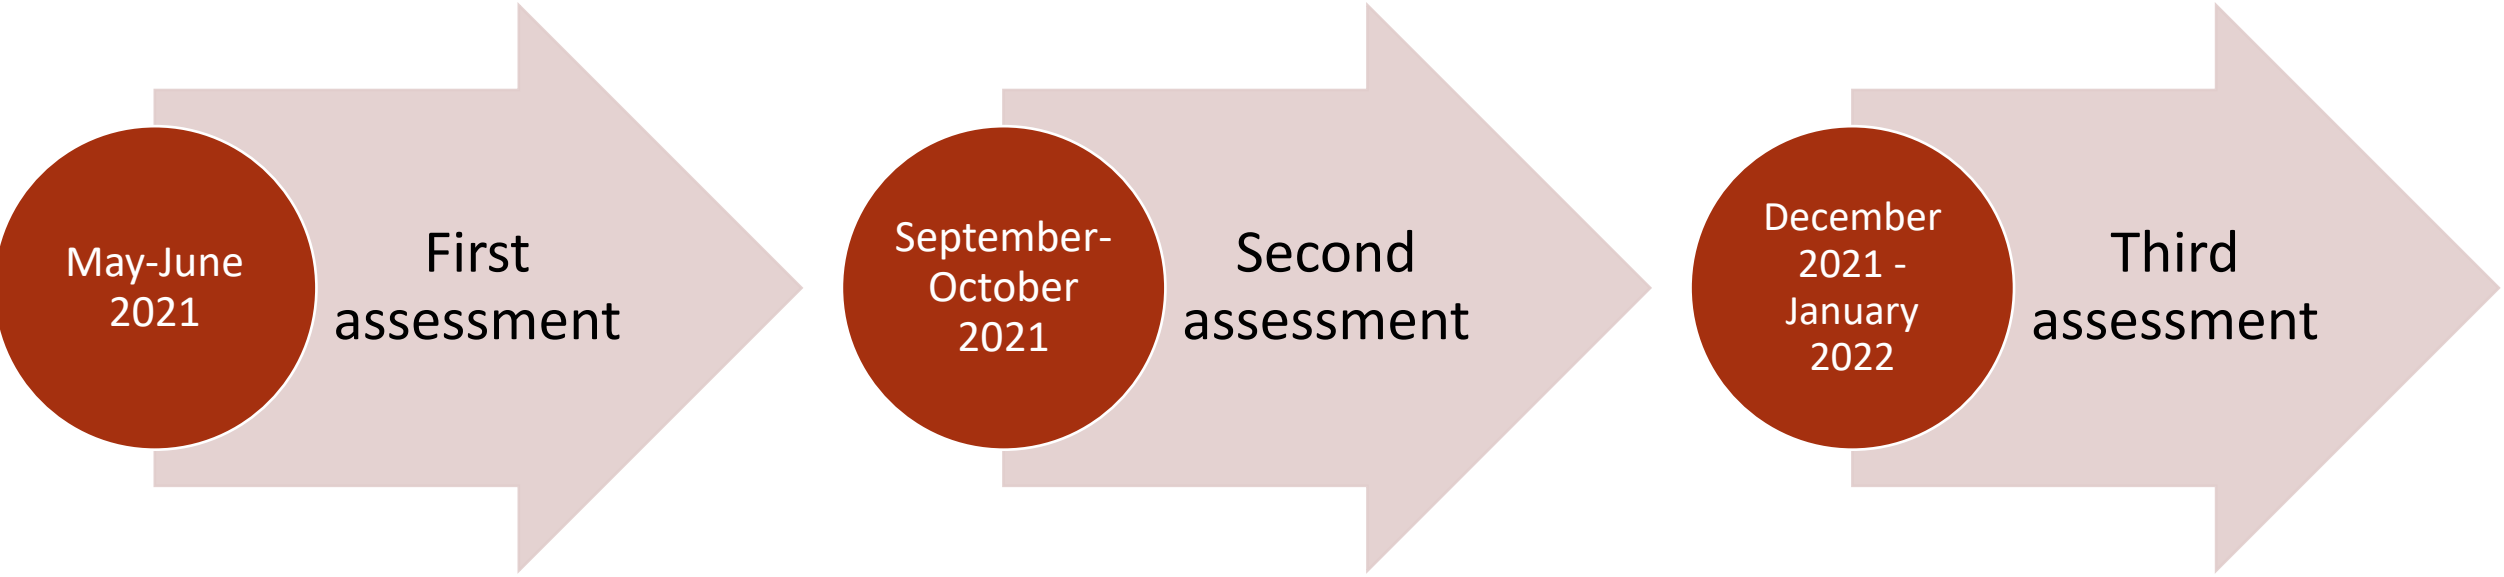 May-June
2021
First
assessment
September-
October
2021
Second
assessment
December
2021 -
January
2022
Third
assessment